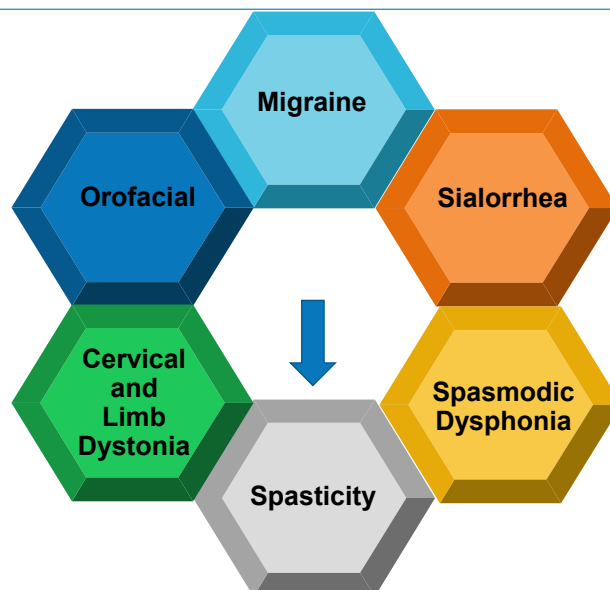 Migraine
Orofacial
Sialorrhea
Cervical
and
Limb
Dystonia
Spasmodic
Dysphonia
Spasticity